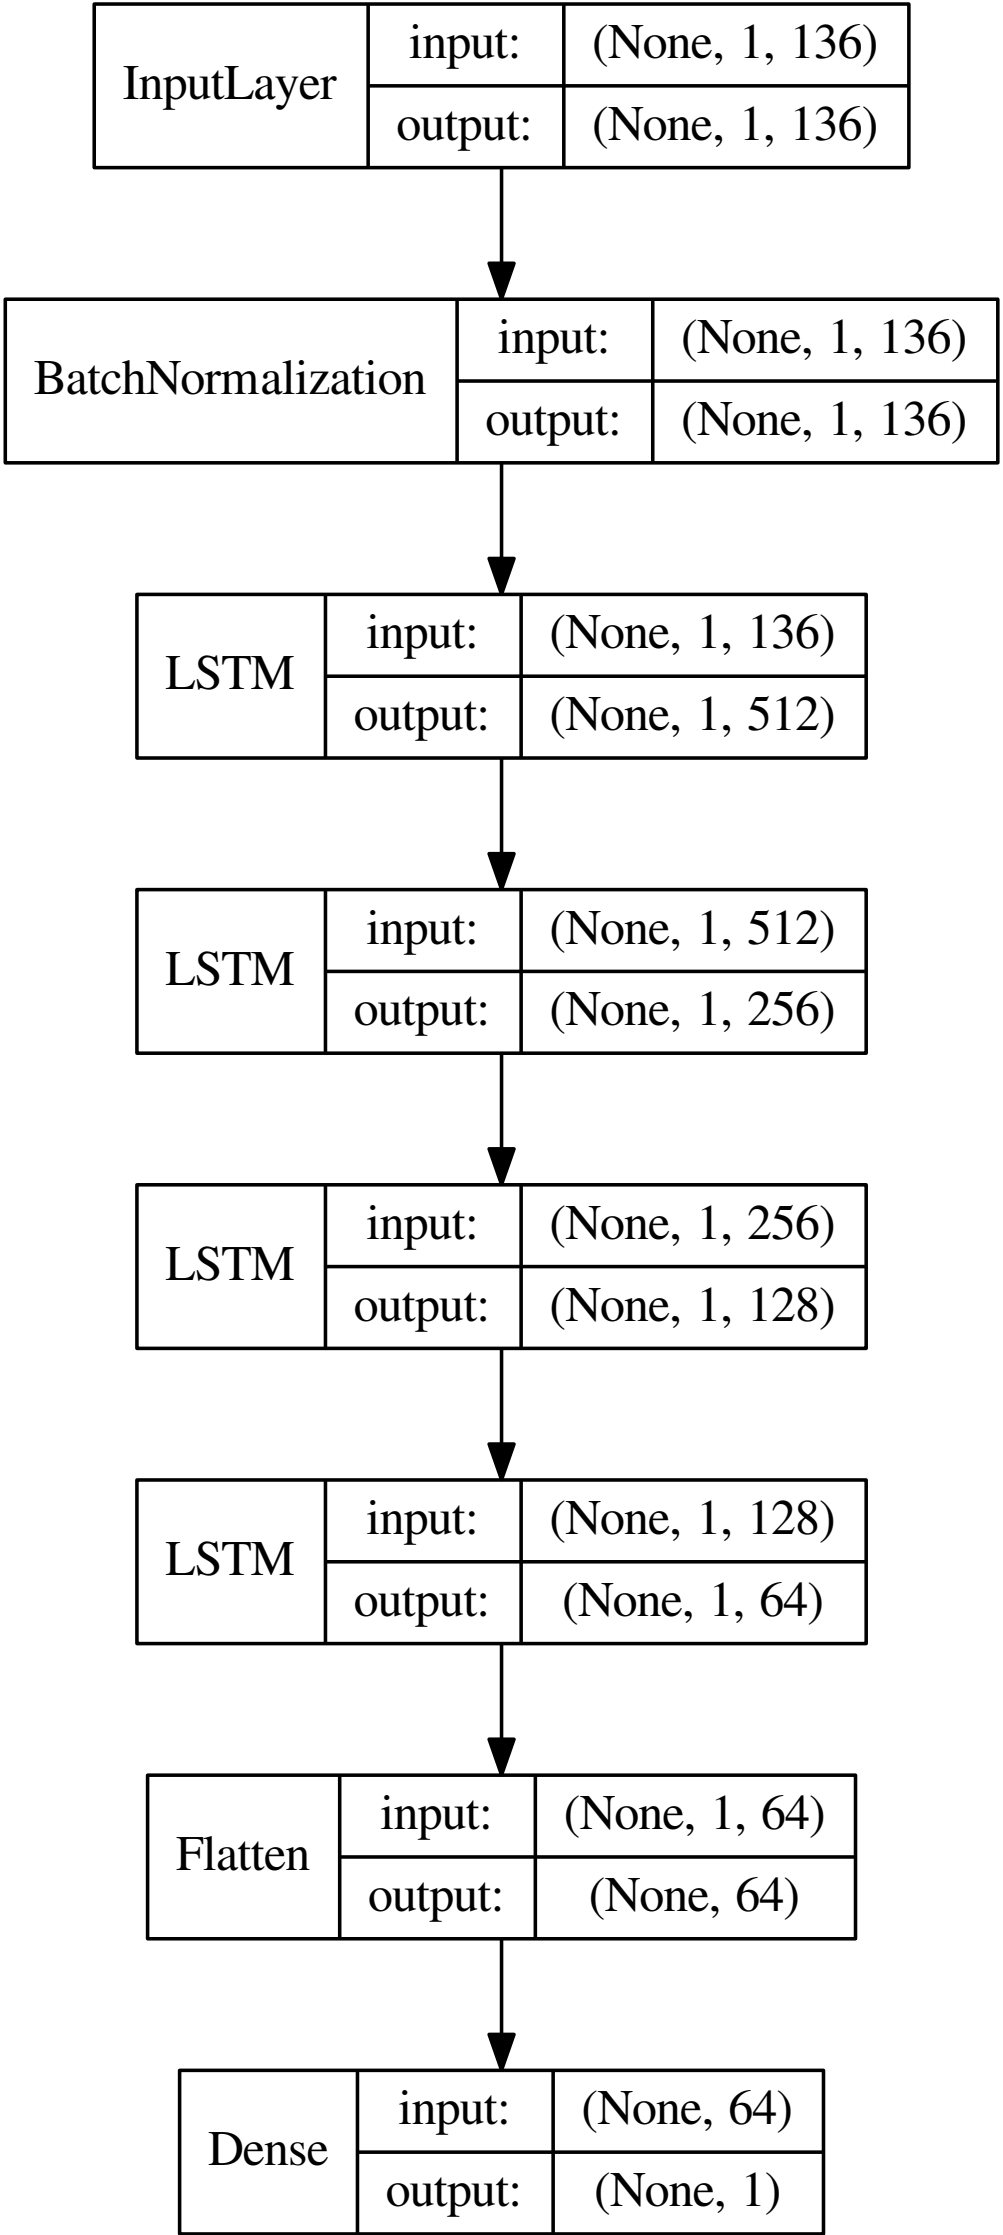 InputLayer
input: (None, 1, 136)
output: (None, 1, 136)
BatchNormalization
input: (None, 1, 136)
output: (None, 1, 136)
LSTM
input: (None, 1, 136)
output: (None, 1, 512)
LSTM
input: (None, 1, 512)
output: (None, 1, 256)
LSTM
input: (None, 1, 256)
output: (None, 1, 128)
LSTM
input: (None, 1, 128)
output: (None, 1, 64)
Flatten
input: (None, 1, 64)
output: (None, 64)
Dense
input: (None, 64)
output: (None, 1)